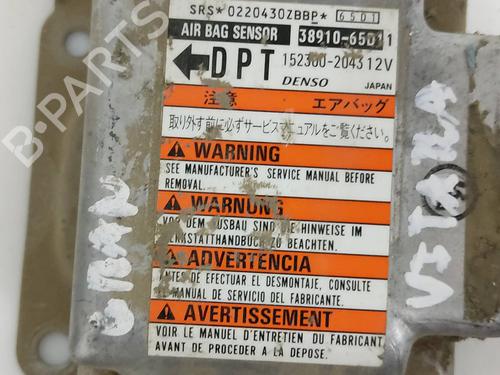 SRS*0220430ZBBP* 65D1
AIR BAG SENSOR 38910-65D11
DPT 152300-2043 12V
DENSO JAPAN
注意 エアバッグ
取り外す前に必ずサービスマニュアルをご覧ください。
WARNING
SEE MANUFACTURER'S SERVICE MANUAL BEFORE
REMOVAL.
WARNUNG
VOR DEM AUSBAU SIND DIE HINWEISE IM
WERKSTATTHANDBUCH ZU BEACHTEN.
ADVERTENCIA
ANTES DE EFECTUAR EL DESMONTAJE, CONSULTE
EL MANUAL DE SERVICIO DEL FABRICANTE.
AVERTISSEMENT
VOIR LE MANUEL D'ENTRETIEN DU FABRICANT
AVANT DE PROCEDER A LA DEPOSE.
GRAN
VITARA
B-PARTS